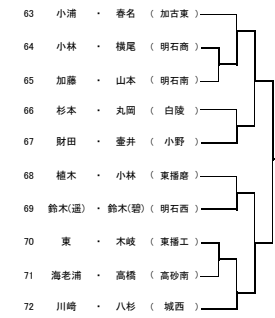 63 小浦 ・ 春名 ( 加古東 )
64 小林 ・ 横尾 ( 明石商 )
65 加藤 ・ 山本 ( 明石南 )
66 杉本 ・ 丸岡 ( 白陵 )
67 財田 ・ 壷井 ( 小野 )
68 植木 ・ 小林 ( 東播磨 )
69 鈴木(遥) ・ 鈴木(碧) ( 明石西 )
70 東 ・ 木岐 ( 東播工 )
71 海老浦 ・ 高橋 ( 高砂南 )
72 川﨑 ・ 八杉 ( 城西 )